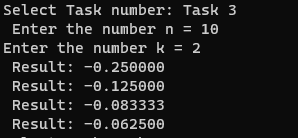 Select Task number: Task 3
Enter the number n = 10
Enter the number k = 2
Result: -0.250000
Result: -0.125000
Result: -0.083333
Result: -0.062500